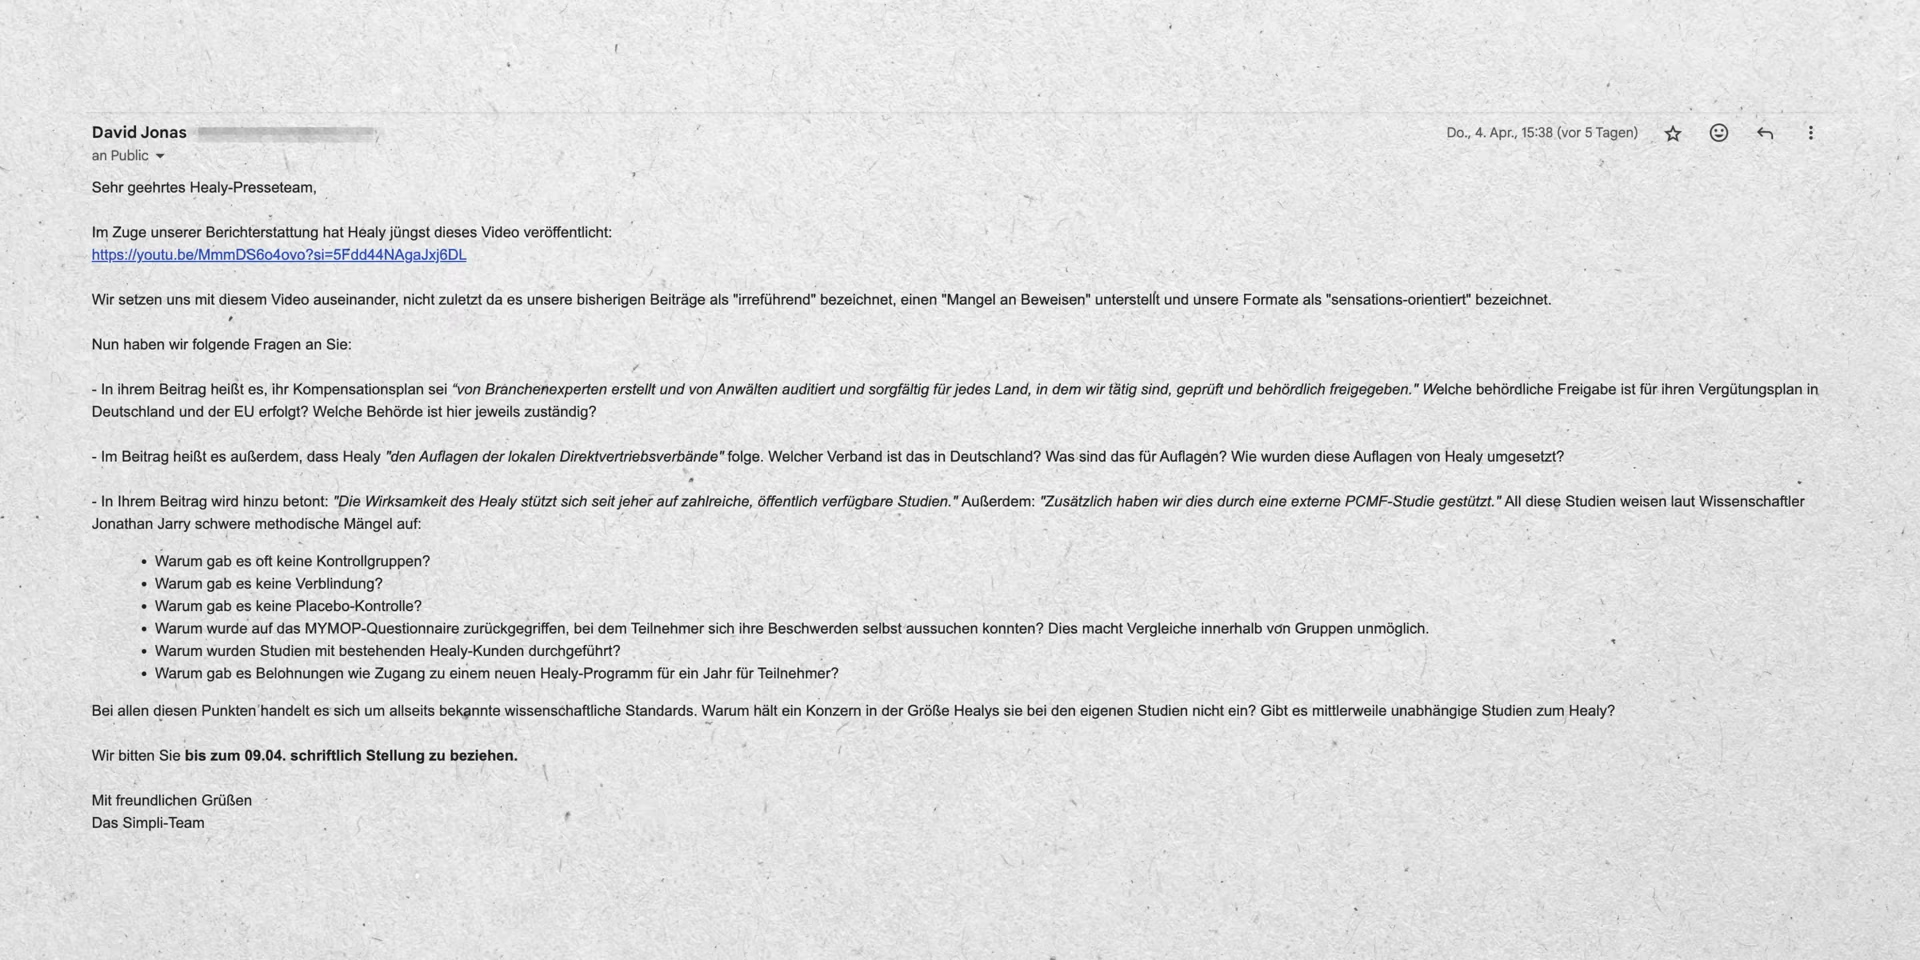 David Jonas
Do., 4. Apr., 15:38 (vor 5 Tagen)
an Public
Sehr geehrtes Healy-Presseteam,
Im Zuge unserer Berichterstattung hat Healy jüngst dieses Video veröffentlicht:
https://youtu.be/MmmDS6o4ovo?si=5Fdd44NAgaJxj6DL
Wir setzen uns mit diesem Video auseinander, nicht zuletzt da es unsere bisherigen Beiträge als "irreführend" bezeichnet, einen "Mangel an Beweisen" unterstellt und unsere Formate als "sensations-orientiert" bezeichnet.
Nun haben wir folgende Fragen an Sie:
- In ihrem Beitrag heißt es, ihr Kompensationsplan sei “von Branchenexperten erstellt und von Anwälten auditiert und sorgfältig für jedes Land, in dem wir tätig sind, geprüft und behördlich freigegeben." Welche behördliche Freigabe ist für ihren Vergütungsplan in
Deutschland und der EU erfolgt? Welche Behörde ist hier jeweils zuständig?
- Im Beitrag heißt es außerdem, dass Healy "den Auflagen der lokalen Direktvertriebsverbände" folge. Welcher Verband ist das in Deutschland? Was sind das für Auflagen? Wie wurden diese Auflagen von Healy umgesetzt?
- In Ihrem Beitrag wird hinzu betont: "Die Wirksamkeit des Healy stützt sich seit jeher auf zahlreiche, öffentlich verfügbare Studien." Außerdem: "Zusätzlich haben wir dies durch eine externe PCMF-Studie gestützt." All diese Studien weisen laut Wissenschaftler
Jonathan Jarry schwere methodische Mängel auf:
• Warum gab es oft keine Kontrollgruppen?
• Warum gab es keine Verblindung?
• Warum gab es keine Placebo-Kontrolle?
• Warum wurde auf das MYMOP-Questionnaire zurückgegriffen, bei dem Teilnehmer sich ihre Beschwerden selbst aussuchen konnten? Dies macht Vergleiche innerhalb von Gruppen unmöglich.
• Warum wurden Studien mit bestehenden Healy-Kunden durchgeführt?
• Warum gab es Belohnungen wie Zugang zu einem neuen Healy-Programm für ein Jahr für Teilnehmer?
Bei allen diesen Punkten handelt es sich um allseits bekannte wissenschaftliche Standards. Warum hält ein Konzern in der Größe Healys sie bei den eigenen Studien nicht ein? Gibt es mittlerweile unabhängige Studien zum Healy?
Wir bitten Sie bis zum 09.04. schriftlich Stellung zu beziehen.
Mit freundlichen Grüßen
Das Simpli-Team